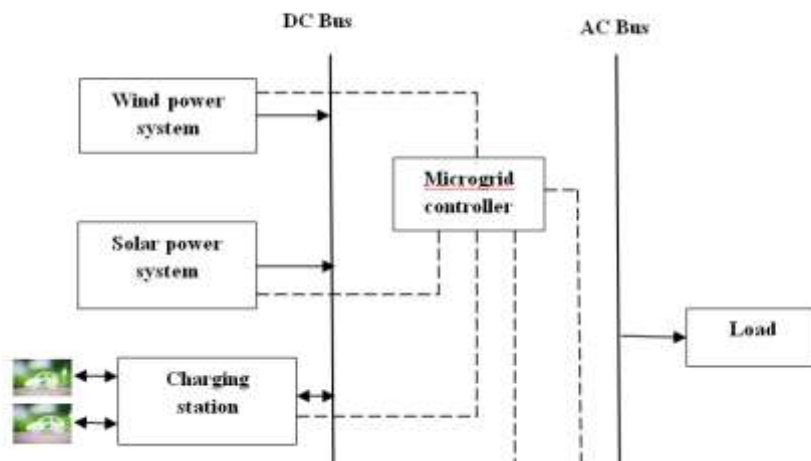 DC Bus
AC Bus
Wind power
system
Microgrid
controller
Solar power
system
Load
Charging
station